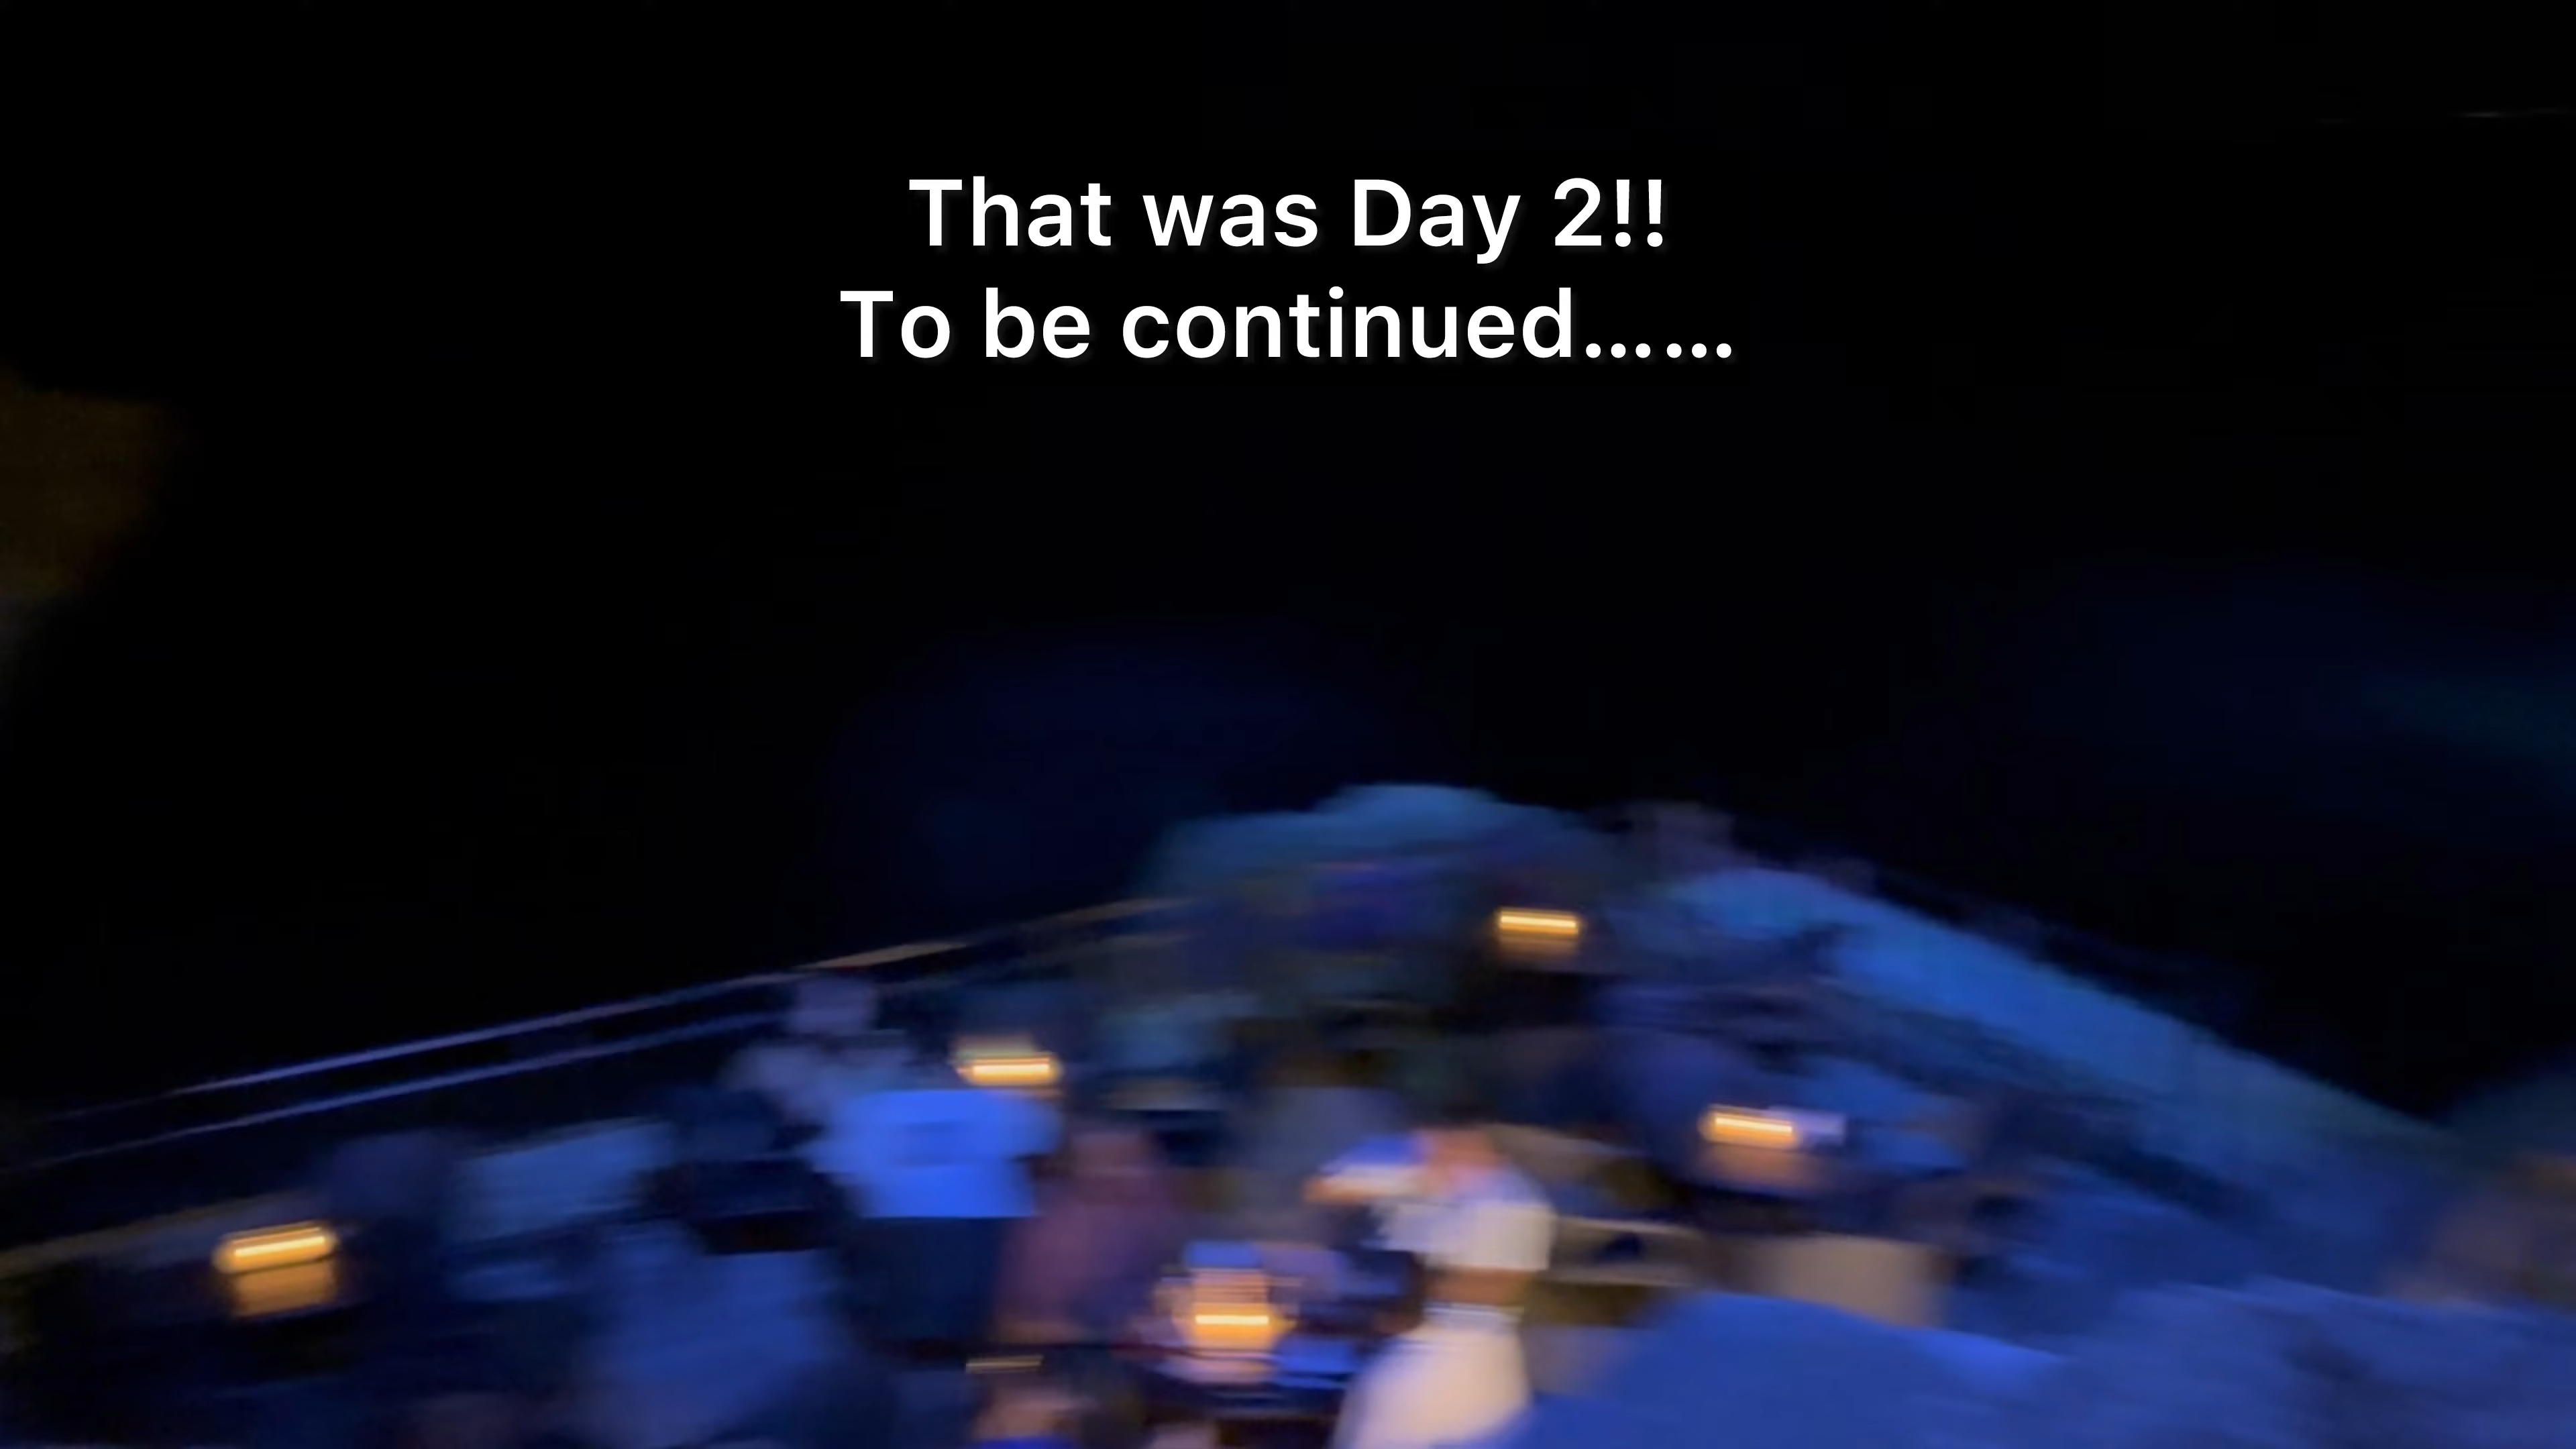 That was Day 2!!
To be continued......